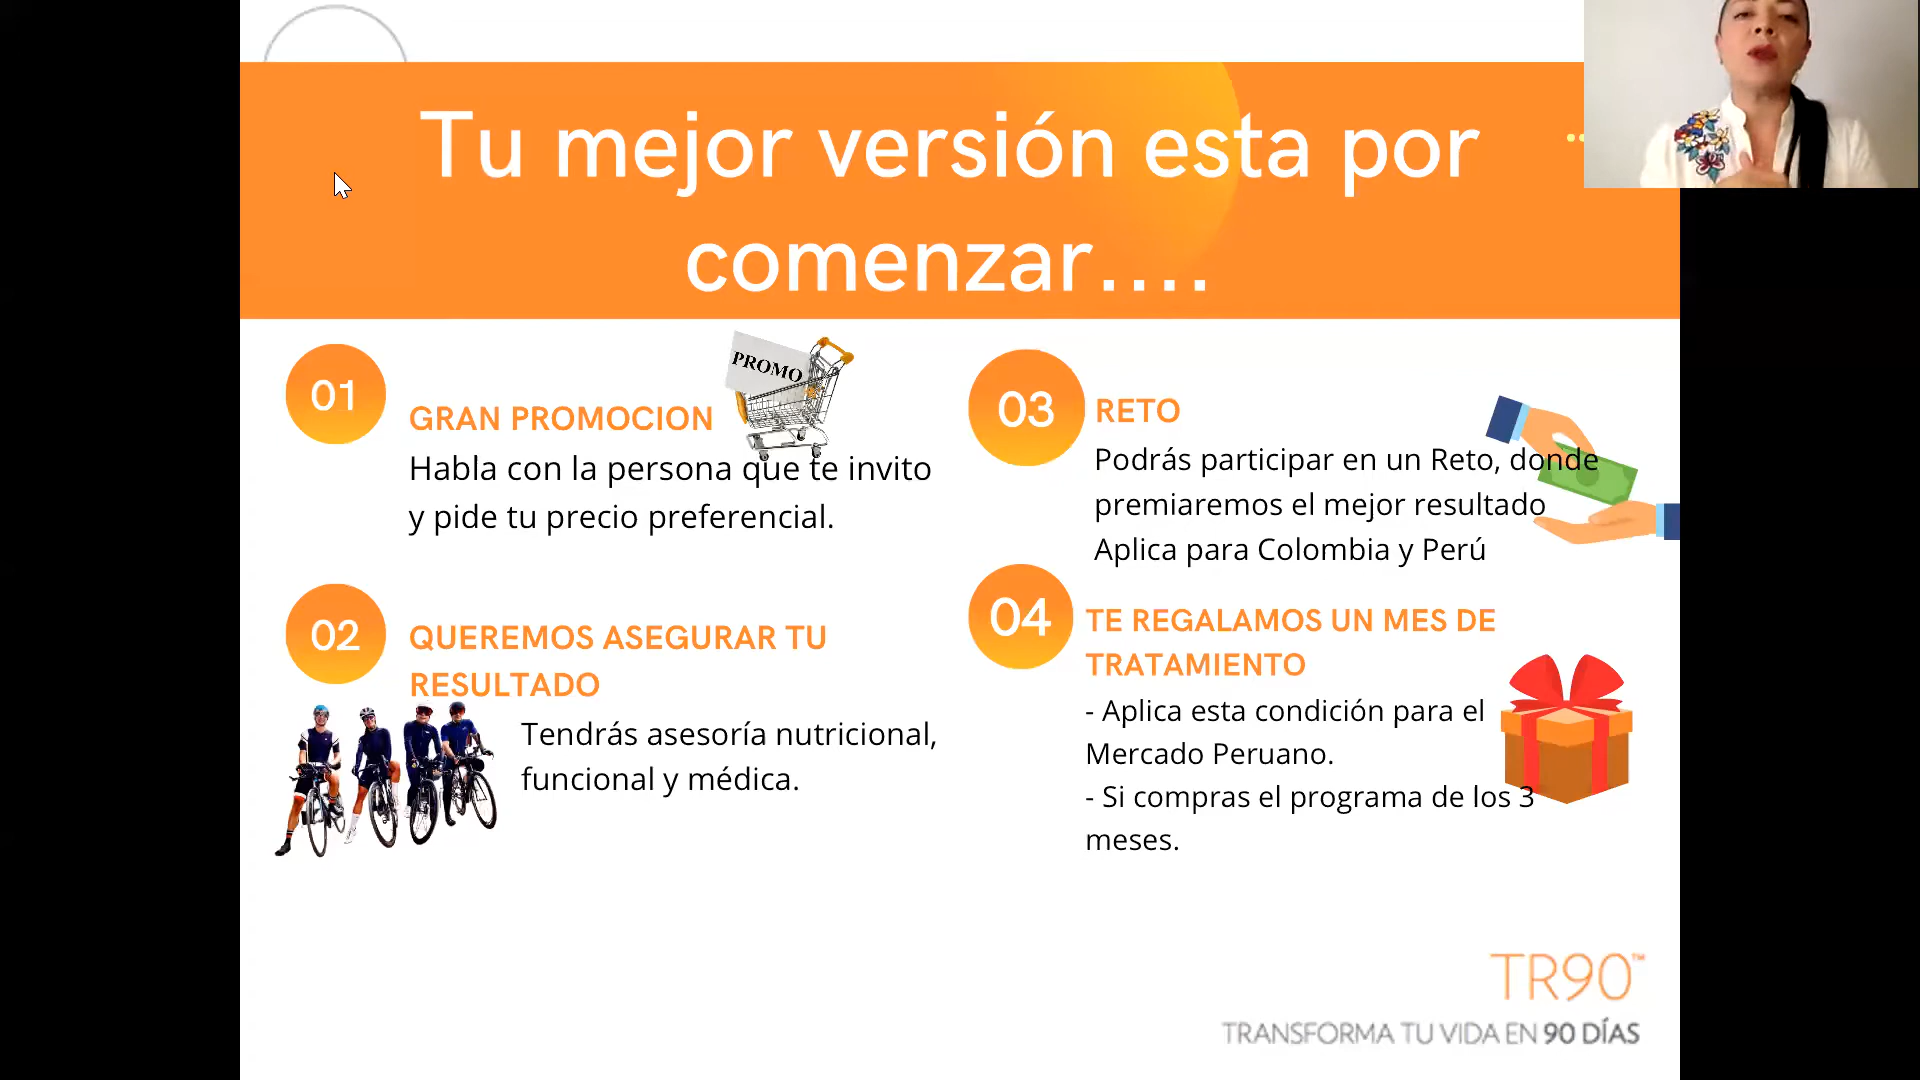 Tu mejor versión esta por
comenzar....
01
GRAN PROMOCION
PROMO
Habla con la persona que te invito
y pide tu precio preferencial.
02
QUEREMOS ASEGURAR TU
RESULTADO
Tendrás asesoría nutricional,
funcional y médica.
03
RETO
Podrás participar en un Reto, donde
premiaremos el mejor resultado
Aplica para Colombia y Perú
04
TE REGALAMOS UN MES DE
TRATAMIENTO
- Aplica esta condición para el
Mercado Peruano.
- Si compras el programa de los 3
meses.
TR90™
TRANSFORMA TU VIDA EN 90 DÍAS